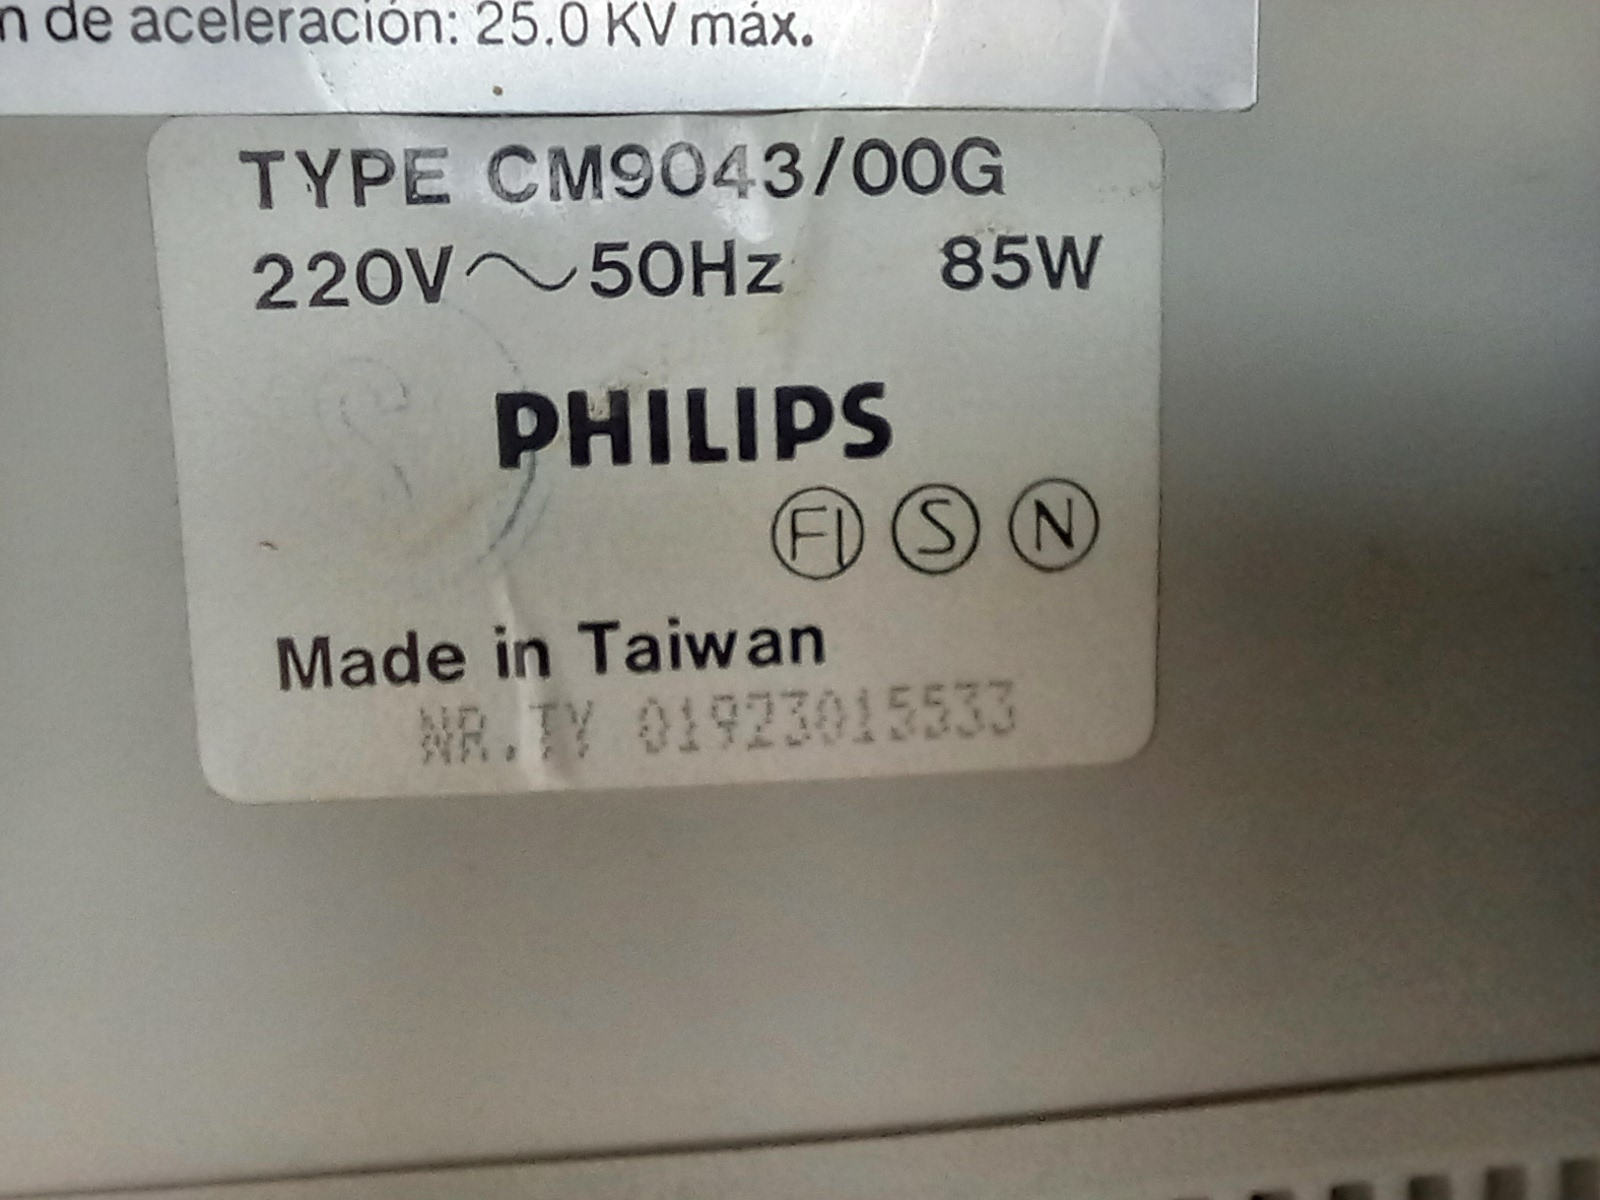 n de aceleración: 25.0 KV máx.
TYPE CM9043/00G
220V~50Hz 85W
PHILIPS
FI S N
Made in Taiwan
NR.TY 01923015533